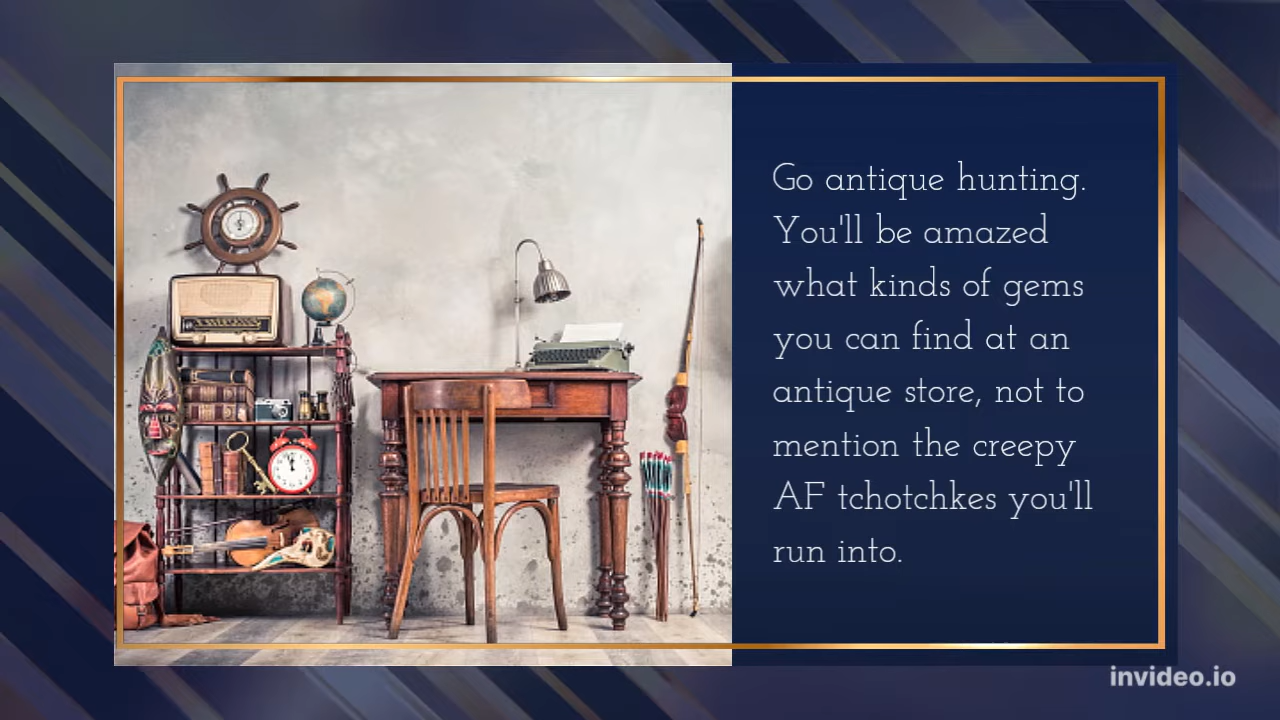 Go antique hunting.
You'll be amazed
what kinds of gems
you can find at an
antique store, not to
mention the creepy
AF tchotchkes you'll
run into.
invideo.io